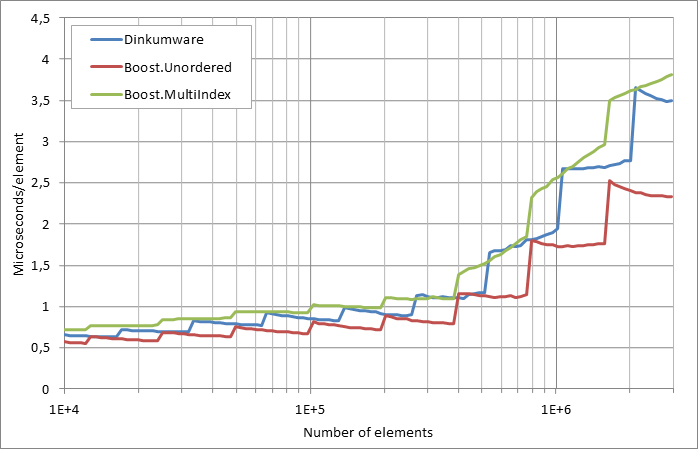 4,5
4
3,5
3
2,5
2
1,5
1
0,5
0
Microseconds/element
Dinkumware
Boost.Unordered
Boost.MultiIndex
1E+4
1E+5
1E+6
Number of elements